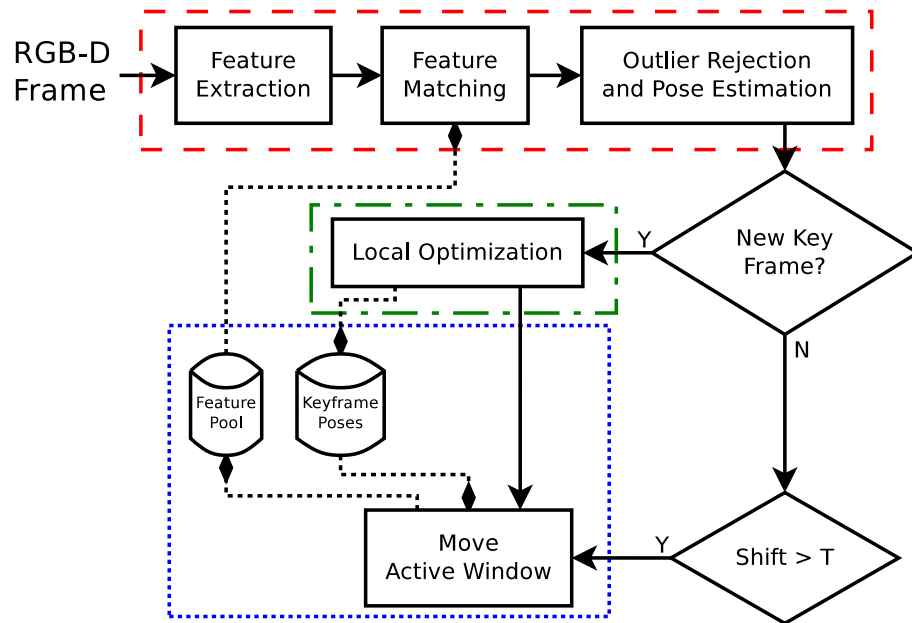 RGB-D
Frame
Feature
Extraction
Feature
Matching
Outlier Rejection
and Pose Estimation
New Key
Frame?
Y
N
Local Optimization
Feature
Pool
Keyframe
Poses
Move
Active Window
Y
Shift > T